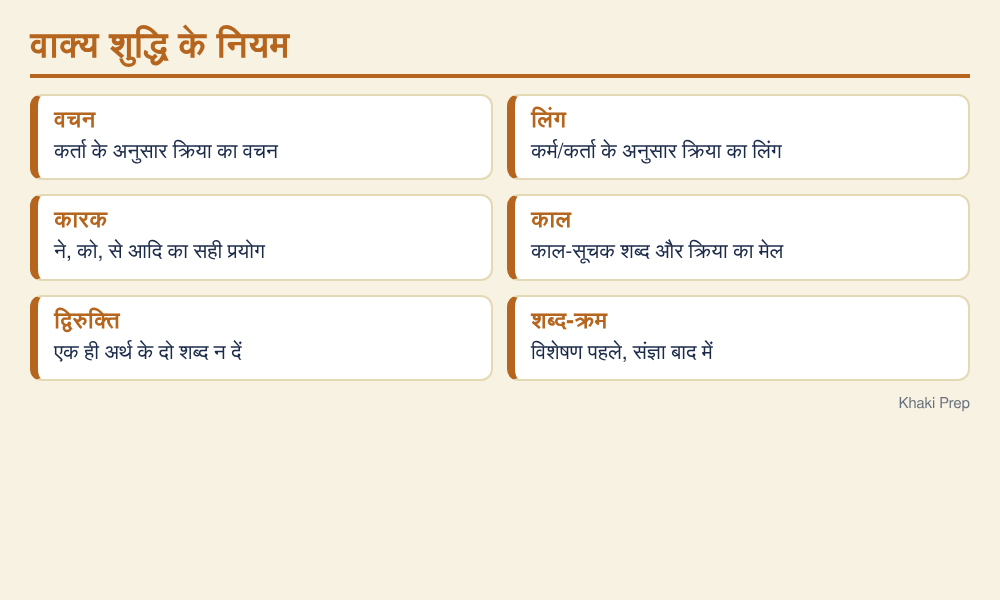 वाक्य शुद्धि के नियम
वचन
कर्ता के अनुसार क्रिया का वचन
लिंग
कर्म/कर्ता के अनुसार क्रिया का लिंग
कारक
ने, को, से आदि का सही प्रयोग
काल
काल-सूचक शब्द और क्रिया का मेल
द्विरुक्ति
एक ही अर्थ के दो शब्द न दें
शब्द-क्रम
विशेषण पहले, संज्ञा बाद में
Khaki Prep